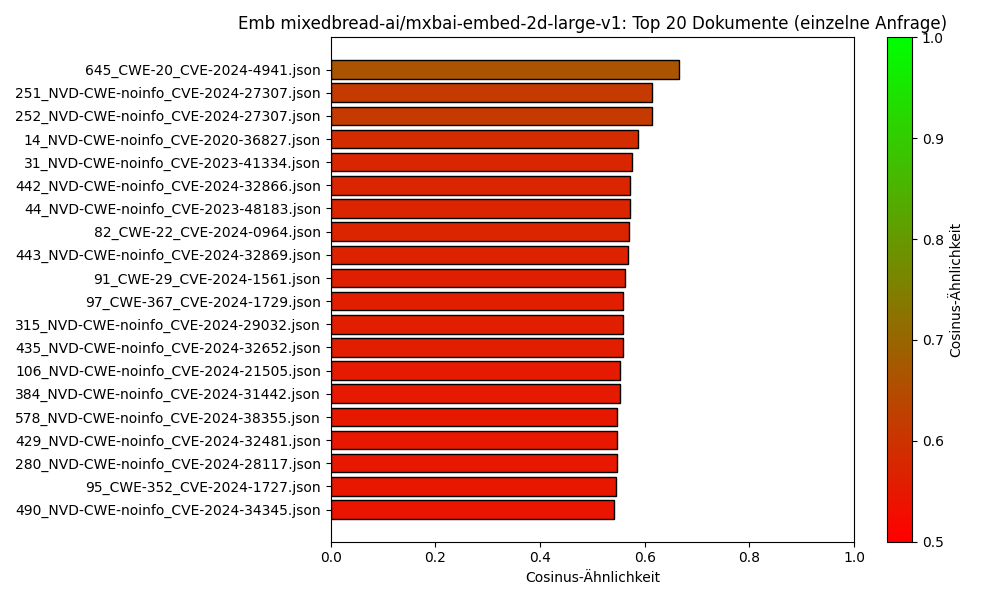 Emb mixedbread-ai/mxbai-embed-2d-large-v1: Top 20 Dokumente (einzelne Anfrage)
645_CWE-20_CVE-2024-4941.json
251_NVD-CWE-noinfo_CVE-2024-27307.json
252_NVD-CWE-noinfo_CVE-2024-27307.json
14_NVD-CWE-noinfo_CVE-2020-36827.json
31_NVD-CWE-noinfo_CVE-2023-41334.json
442_NVD-CWE-noinfo_CVE-2024-32866.json
44_NVD-CWE-noinfo_CVE-2023-48183.json
82_CWE-22_CVE-2024-0964.json
443_NVD-CWE-noinfo_CVE-2024-32869.json
91_CWE-29_CVE-2024-1561.json
97_CWE-367_CVE-2024-1729.json
315_NVD-CWE-noinfo_CVE-2024-29032.json
435_NVD-CWE-noinfo_CVE-2024-32652.json
106_NVD-CWE-noinfo_CVE-2024-21505.json
384_NVD-CWE-noinfo_CVE-2024-31442.json
578_NVD-CWE-noinfo_CVE-2024-38355.json
429_NVD-CWE-noinfo_CVE-2024-32481.json
280_NVD-CWE-noinfo_CVE-2024-28117.json
95_CWE-352_CVE-2024-1727.json
490_NVD-CWE-noinfo_CVE-2024-34345.json
0.0 0.2 0.4 0.6 0.8 1.0
Cosinus-Ähnlichkeit
1.0
0.9
0.8
0.7
0.6
0.5
Cosinus-Ähnlichkeit